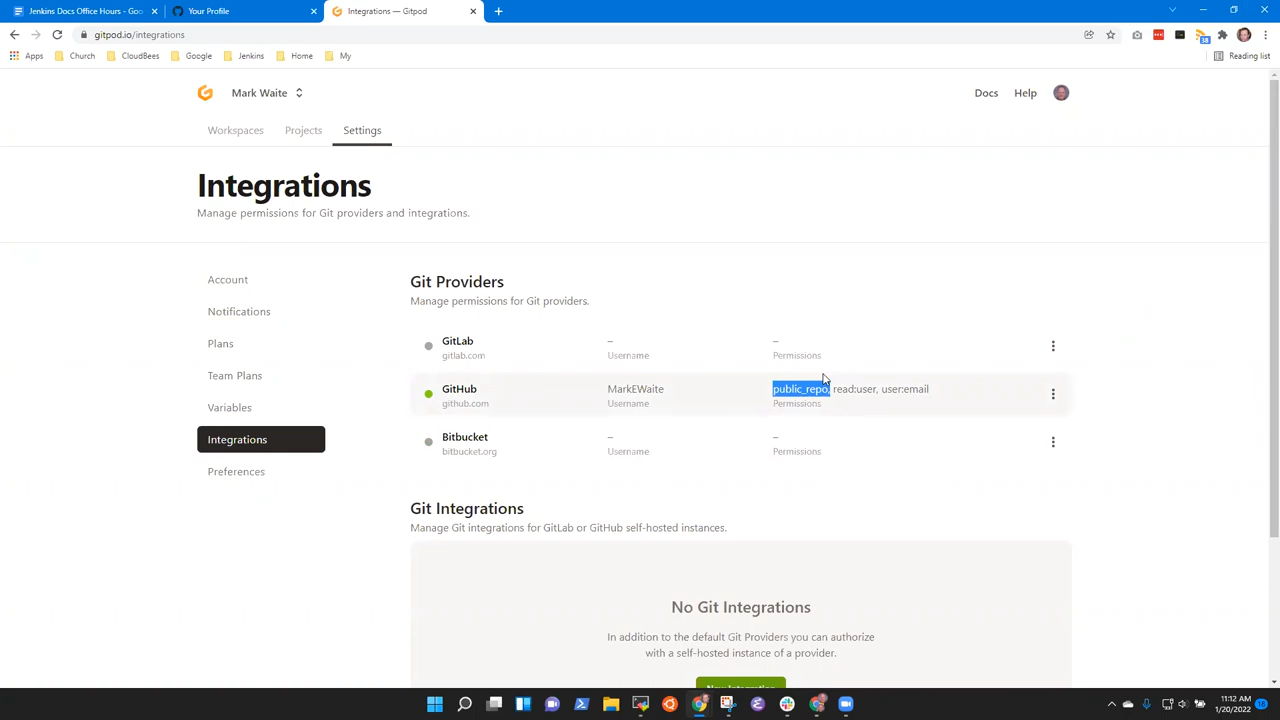 Jenkins Docs Office Hours - Goo
Your Profile
Integrations — Gitpod
gitpod.io/integrations
Apps
Church
CloudBees
Google
Jenkins
Home
My
38
Reading list
Mark Waite
Docs
Help
Workspaces
Projects
Settings
Integrations
Manage permissions for Git providers and integrations.
Account
Notifications
Plans
Team Plans
Variables
Integrations
Preferences
Git Providers
Manage permissions for Git providers.
GitLab
gitlab.com
–
Username
–
Permissions
GitHub
github.com
MarkEWaite
Username
public_repo, read:user, user:email
Permissions
Bitbucket
bitbucket.org
–
Username
–
Permissions
Git Integrations
Manage Git integrations for GitLab or GitHub self-hosted instances.
No Git Integrations
In addition to the default Git Providers you can authorize
with a self-hosted instance of a provider.
New Integration
11:12 AM
1/20/2022